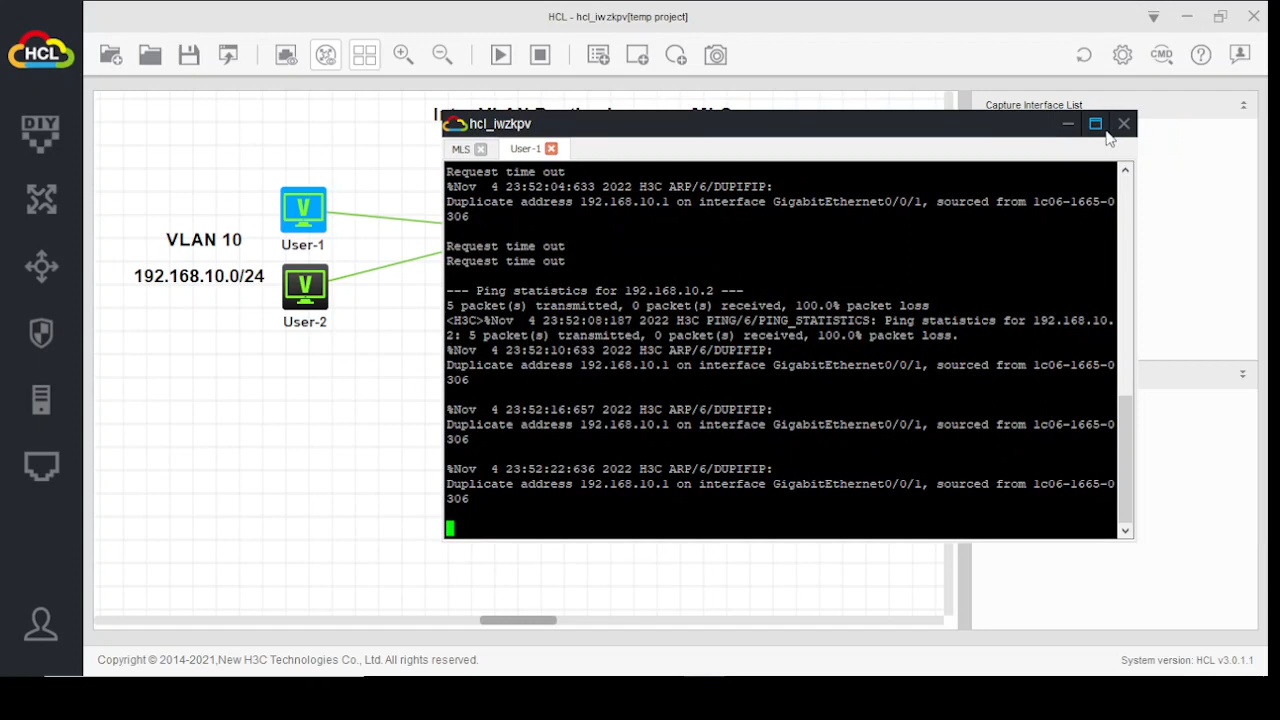 HCL - hcl_iwzkpv[temp project]
HCL
CMD
DIY
Capture Interface List
hcl_iwzkpv
MLS
User-1
Request time out
%Nov  4 23:52:04:633 2022 H3C ARP/6/DUPIFIP:
Duplicate address 192.168.10.1 on interface GigabitEthernet0/0/1, sourced from 1c06-1665-0
306
Request time out
Request time out
--- Ping statistics for 192.168.10.2 ---
5 packet(s) transmitted, 0 packet(s) received, 100.0% packet loss
<H3C>%Nov  4 23:52:08:187 2022 H3C PING/6/PING_STATISTICS: Ping statistics for 192.168.10.
2: 5 packet(s) transmitted, 0 packet(s) received, 100.0% packet loss.
%Nov  4 23:52:10:633 2022 H3C ARP/6/DUPIFIP:
Duplicate address 192.168.10.1 on interface GigabitEthernet0/0/1, sourced from 1c06-1665-0
306
%Nov  4 23:52:16:657 2022 H3C ARP/6/DUPIFIP:
Duplicate address 192.168.10.1 on interface GigabitEthernet0/0/1, sourced from 1c06-1665-0
306
%Nov  4 23:52:22:636 2022 H3C ARP/6/DUPIFIP:
Duplicate address 192.168.10.1 on interface GigabitEthernet0/0/1, sourced from 1c06-1665-0
306
V
User-1
VLAN 10
192.168.10.0/24
V
User-2
Copyright © 2014-2021,New H3C Technologies Co., Ltd. All rights reserved.
System version: HCL v3.0.1.1